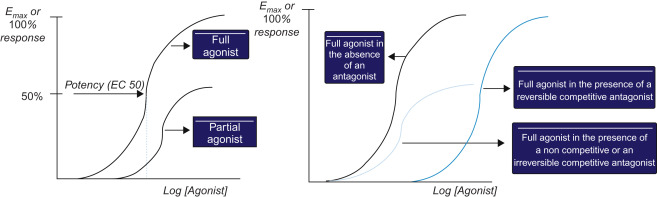 E max or
100%
response
Full
agonist
Potency (EC 50)
50%
Partial
agonist
Log [Agonist]
E max or
100%
response
Full agonist in
the absence
of an
antagonist
Full agonist in the presence of a
reversible competitive antagonist
Full agonist in the presence of
a non competitive or an
irreversible competitive antagonist
Log [Agonist]